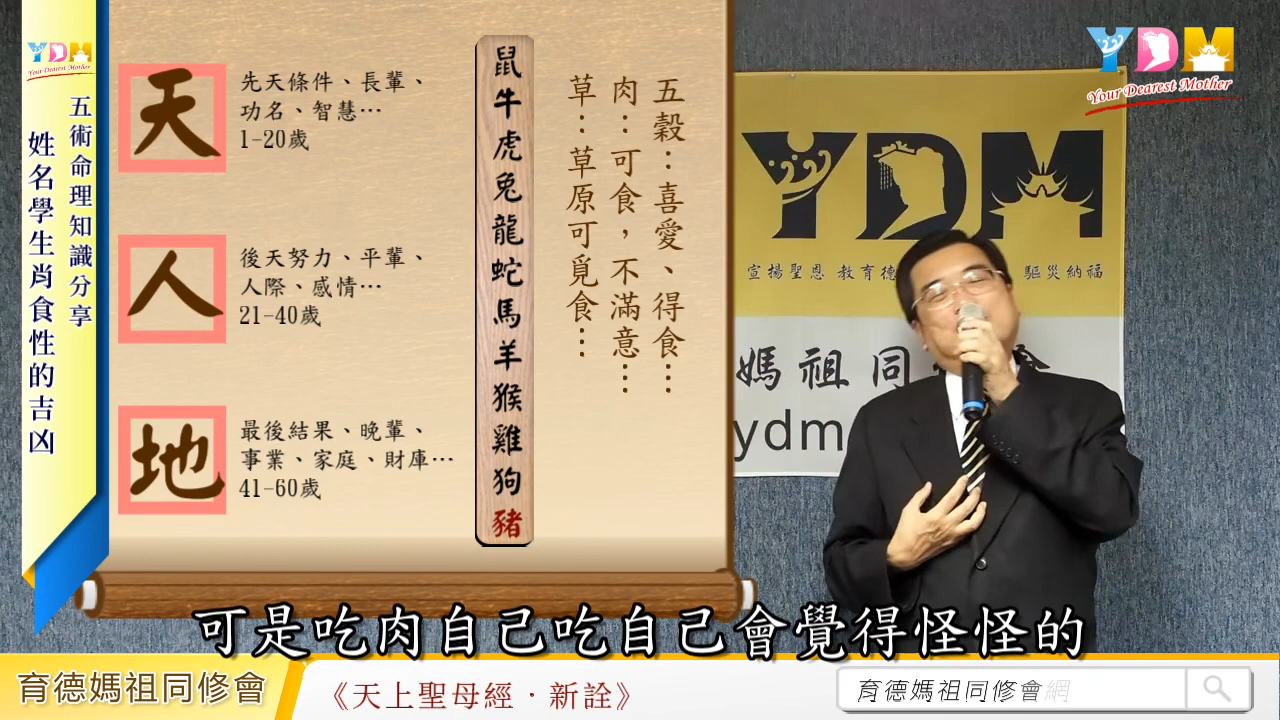 YDM
Your Dearest Mother
五術命理知識分享
姓名學生肖食性的吉凶
天
先天條件、長輩、
功名、智慧…
1-20歲
人
後天努力、平輩、
人際、感情…
21-40歲
地
最後結果、晚輩、
事業、家庭、財庫…
41-60歲
鼠牛虎兔龍蛇馬羊猴雞狗豬
五穀：喜愛、得食…
肉：可食，不滿意…
草：草原可覓食…
YDM
Your Dearest Mother
YDM
宣揚聖恩 教育德 驅災納福
媽祖同
ydm
可是吃肉自己吃自己會覺得怪怪的
育德媽祖同修會
《天上聖母經．新詮》
育德媽祖同修會網